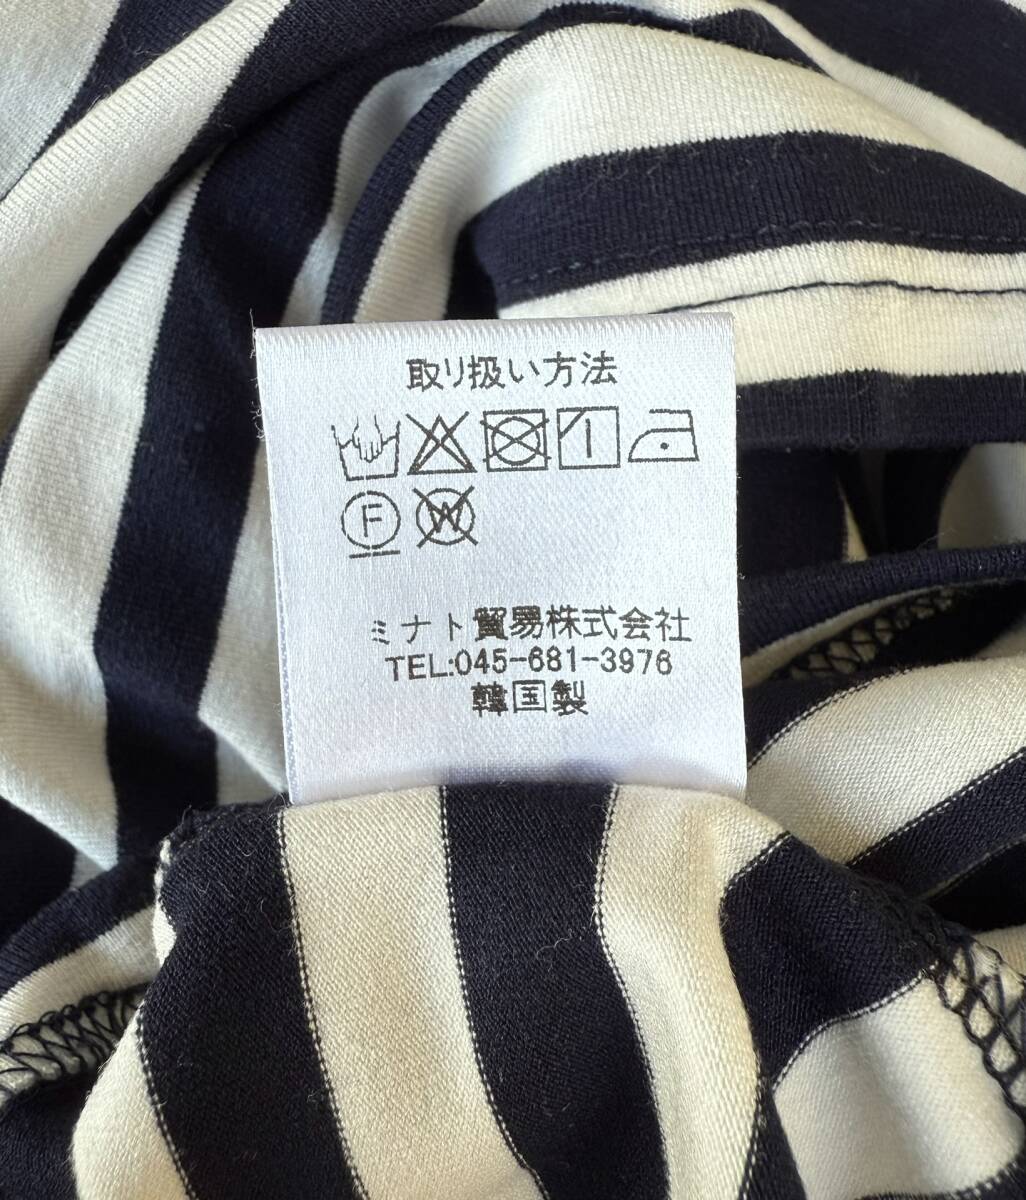 取り扱い方法
F W
ミナト貿易株式会社
TEL:045-681-3976
韓国製